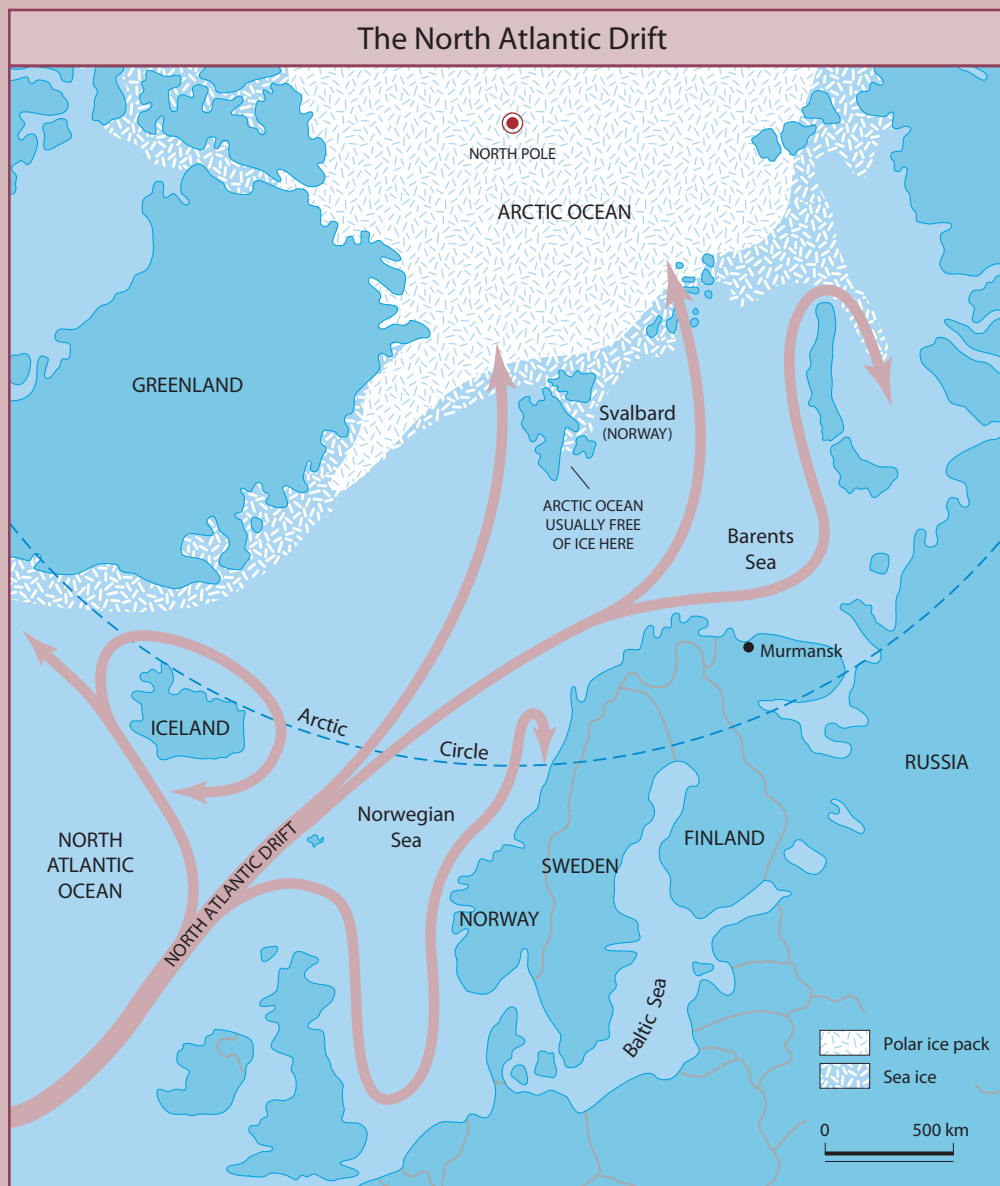 The North Atlantic Drift
NORTH POLE
ARCTIC OCEAN
GREENLAND
Svalbard
(NORWAY)
ARCTIC OCEAN
USUALLY FREE
OF ICE HERE
Barents
Sea
Murmansk
ICELAND
Arctic
Circle
RUSSIA
Norwegian
Sea
NORTH
ATLANTIC
OCEAN
NORTH ATLANTIC DRIFT
FINLAND
SWEDEN
NORWAY
Baltic Sea
Polar ice pack
Sea ice
0 500 km